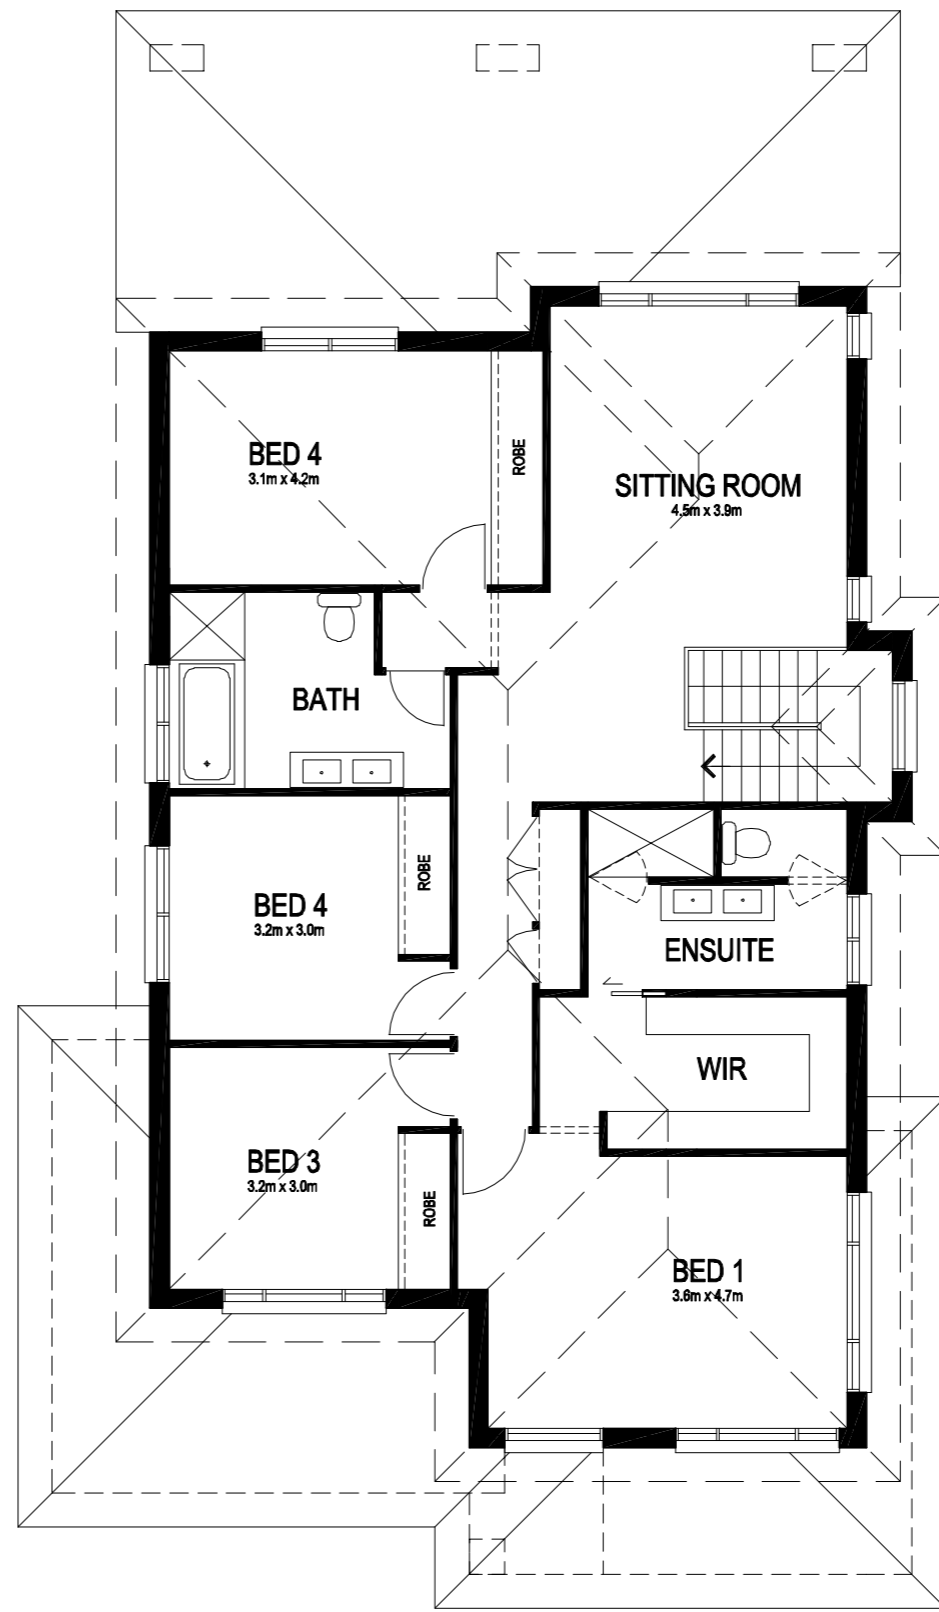 BED 4
3.1m x 4.2m
ROBE
SITTING ROOM
4.5m x 3.9m
BATH
BED 4
3.2m x 3.0m
ROBE
ENSUITE
WIR
BED 3
3.2m x 3.0m
ROBE
BED 1
3.6m x 4.7m